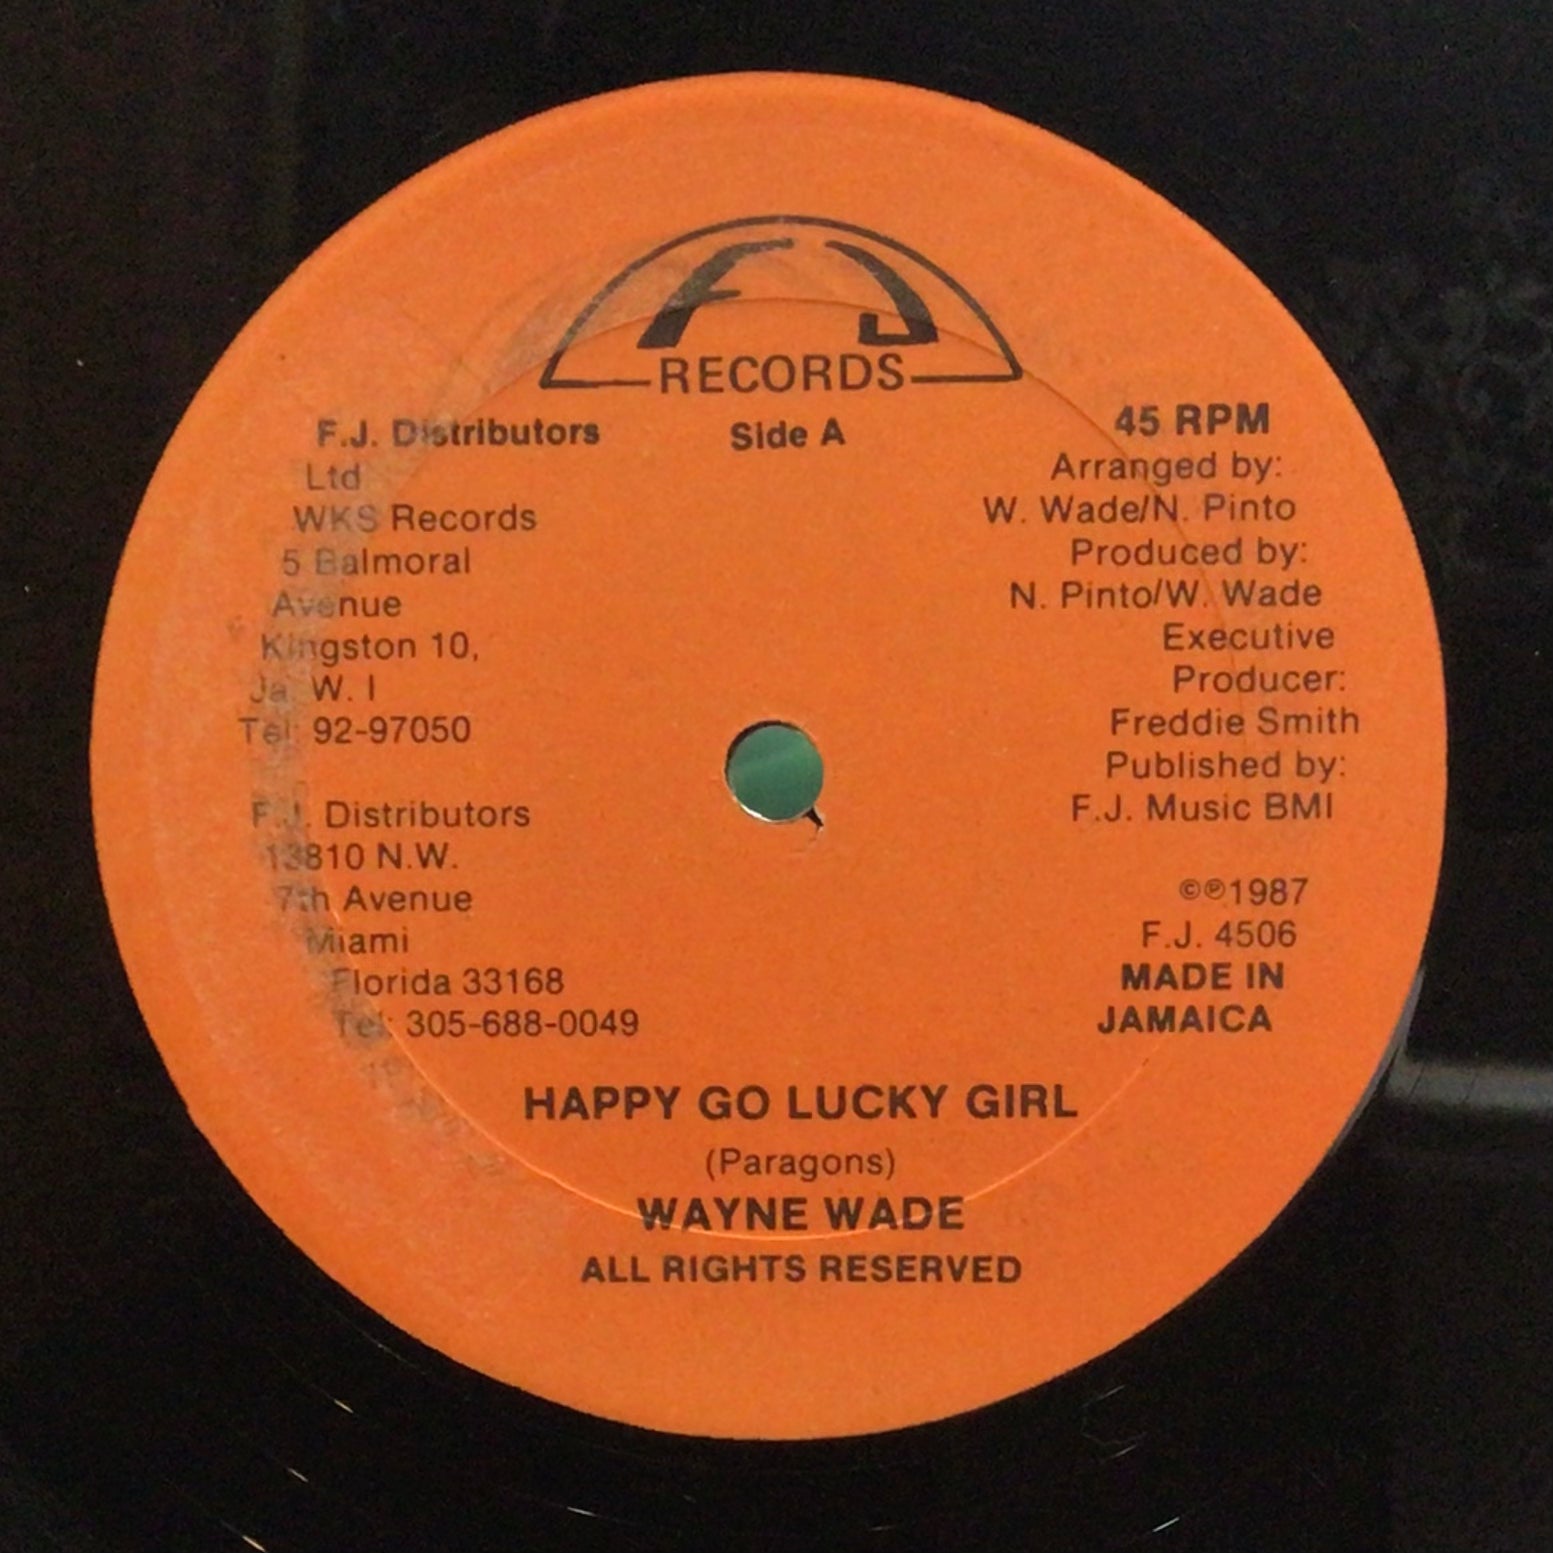 FJ
RECORDS
F.J. Distributors
Ltd
WKS Records
5 Balmoral
Avenue
Kingston 10,
Ja. W. I
Tel: 92-97050
F.J. Distributors
13810 N.W.
7th Avenue
Miami
Florida 33168
Tel: 305-688-0049
Side A
45 RPM
Arranged by:
W. Wade/N. Pinto
Produced by:
N. Pinto/W. Wade
Executive
Producer:
Freddie Smith
Published by:
F.J. Music BMI
©℗1987
F.J. 4506
MADE IN
JAMAICA
HAPPY GO LUCKY GIRL
(Paragons)
WAYNE WADE
ALL RIGHTS RESERVED